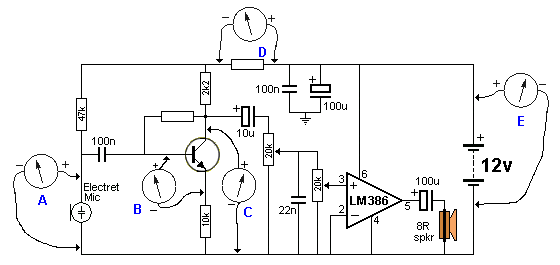 D
2k2
100n
100u
47k
10u
E
100n
20k
12v
3
6
100u
A
Electret
Mic
B
C
22n
20k
LM386
5
2
4
10k
8R
spkr